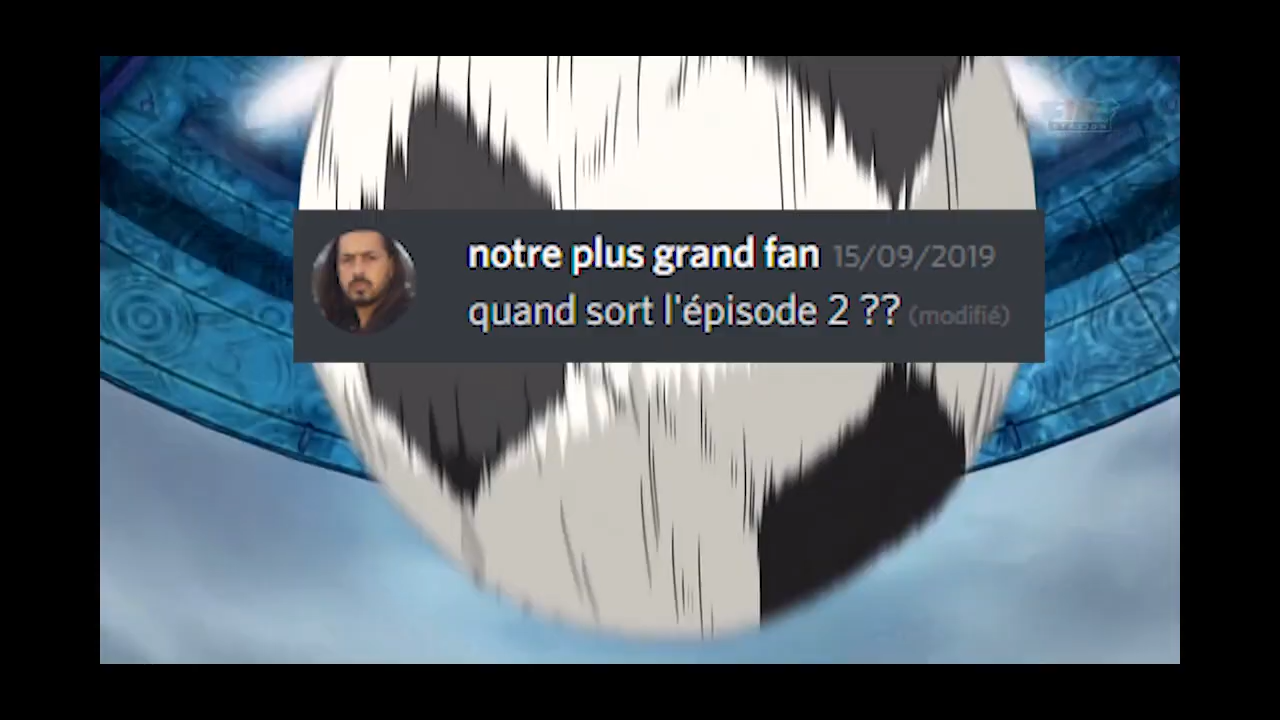 notre plus grand fan 15/09/2019
quand sort l'épisode 2 ?? (modifié)